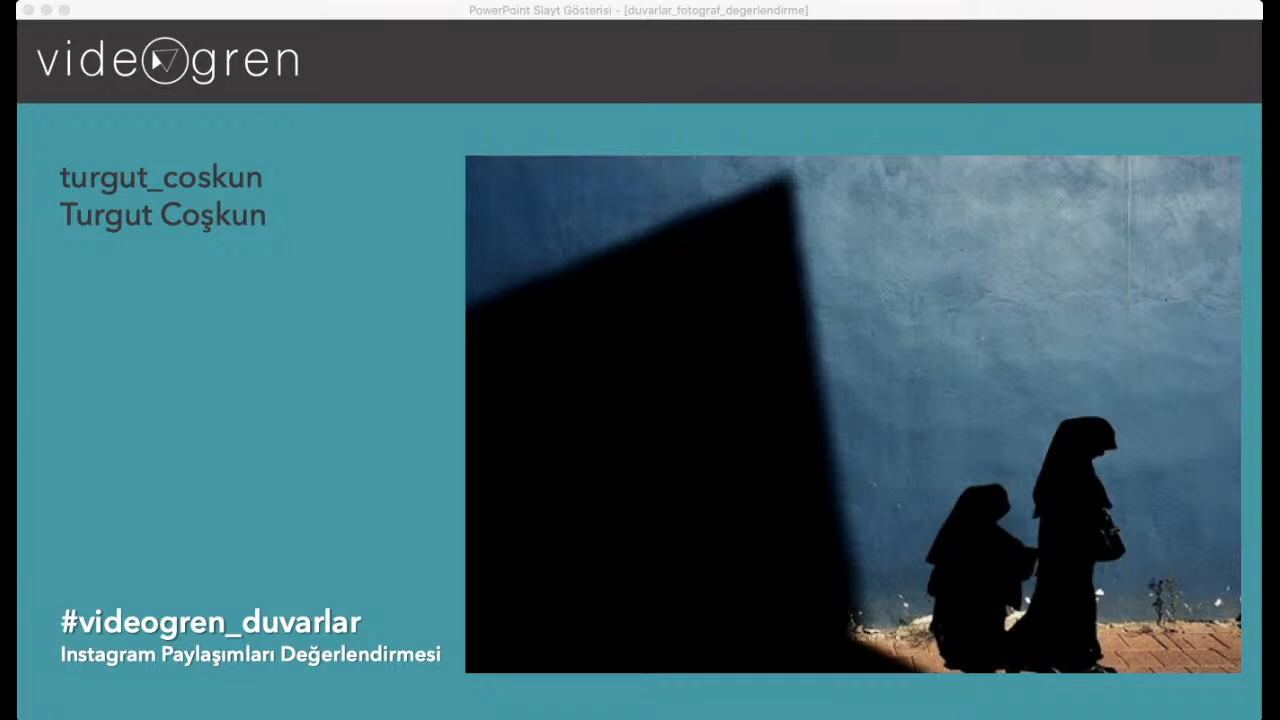 PowerPoint Slayt Gösterisi - [duvarlar_fotograf_degerlendirme]
videogren
turgut_coskun
Turgut Coşkun
#videogren_duvarlar
Instagram Paylaşımları Değerlendirmesi